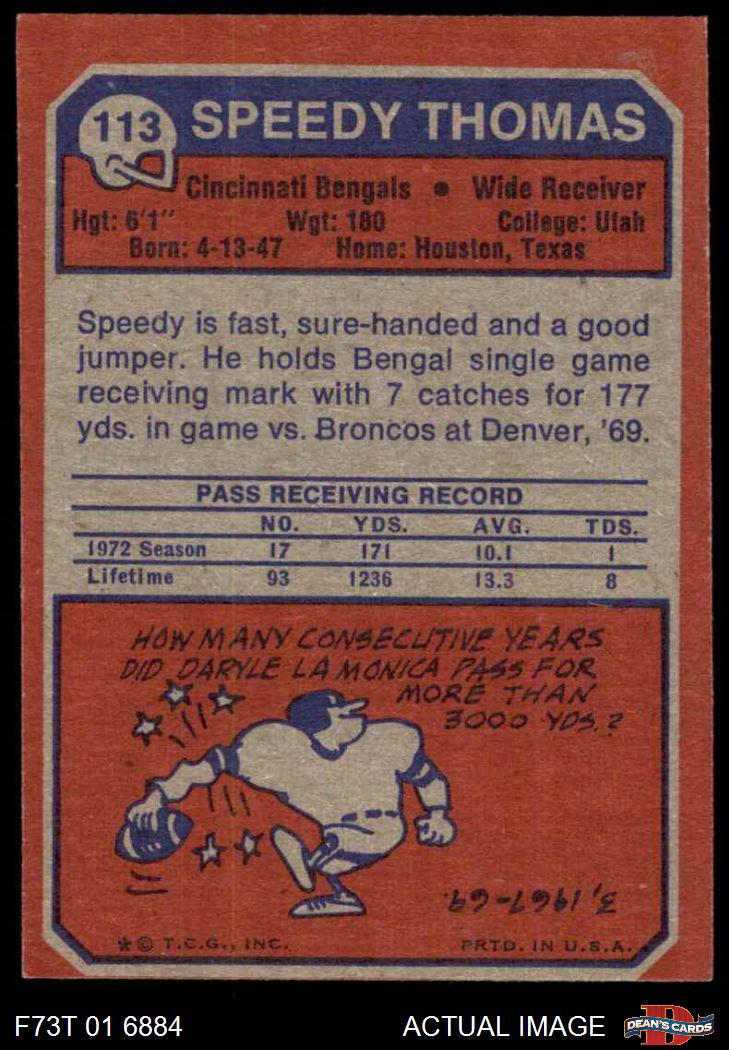 113 SPEEDY THOMAS
Cincinnati Bengals • Wide Receiver
Hgt: 6'1" Wgt: 180 College: Utah
Born: 4-13-47 Home: Houston, Texas
Speedy is fast, sure-handed and a good
jumper. He holds Bengal single game
receiving mark with 7 catches for 177
yds. in game vs. Broncos at Denver, '69.
PASS RECEIVING RECORD
NO. YDS. AVG. TDS.
1972 Season 17 171 10.1 1
Lifetime 93 1236 13.3 8
HOW MANY CONSECUTIVE YEARS
DID DARYLE LA MONICA PASS FOR
MORE THAN
3000 YDS.?
3, 1967-69.
* © T.C.G., INC. PRTD. IN U.S.A.
F73T 01 6884 ACTUAL IMAGE D DEAN'S CARDS